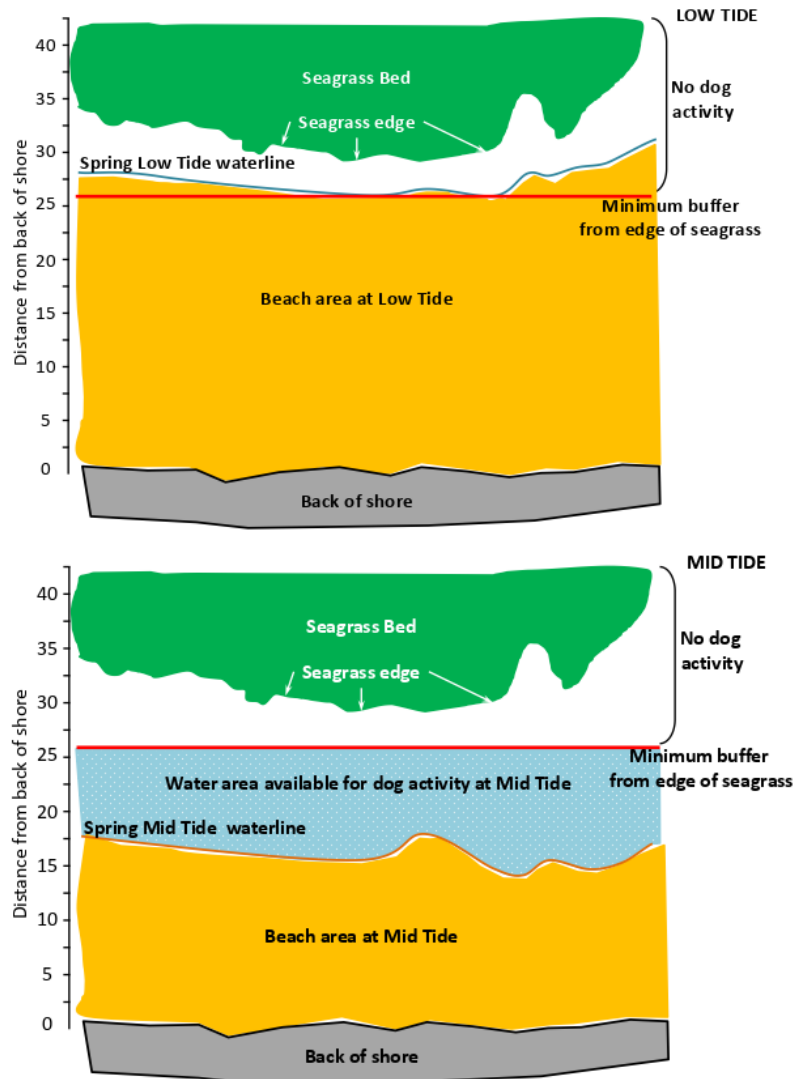 LOW TIDE
40
Seagrass Bed
No dog
activity
35
Seagrass edge
30
Spring Low Tide waterline
25
Minimum buffer
from edge of seagrass
20
Beach area at Low Tide
15
10
5
0
Distance from back of shore
Back of shore
MID TIDE
40
Seagrass Bed
No dog
activity
35
Seagrass edge
30
25
Minimum buffer
from edge of seagrass
Water area available for dog activity at Mid Tide
20
Spring Mid Tide waterline
15
10
Beach area at Mid Tide
5
0
Distance from back of shore
Back of shore